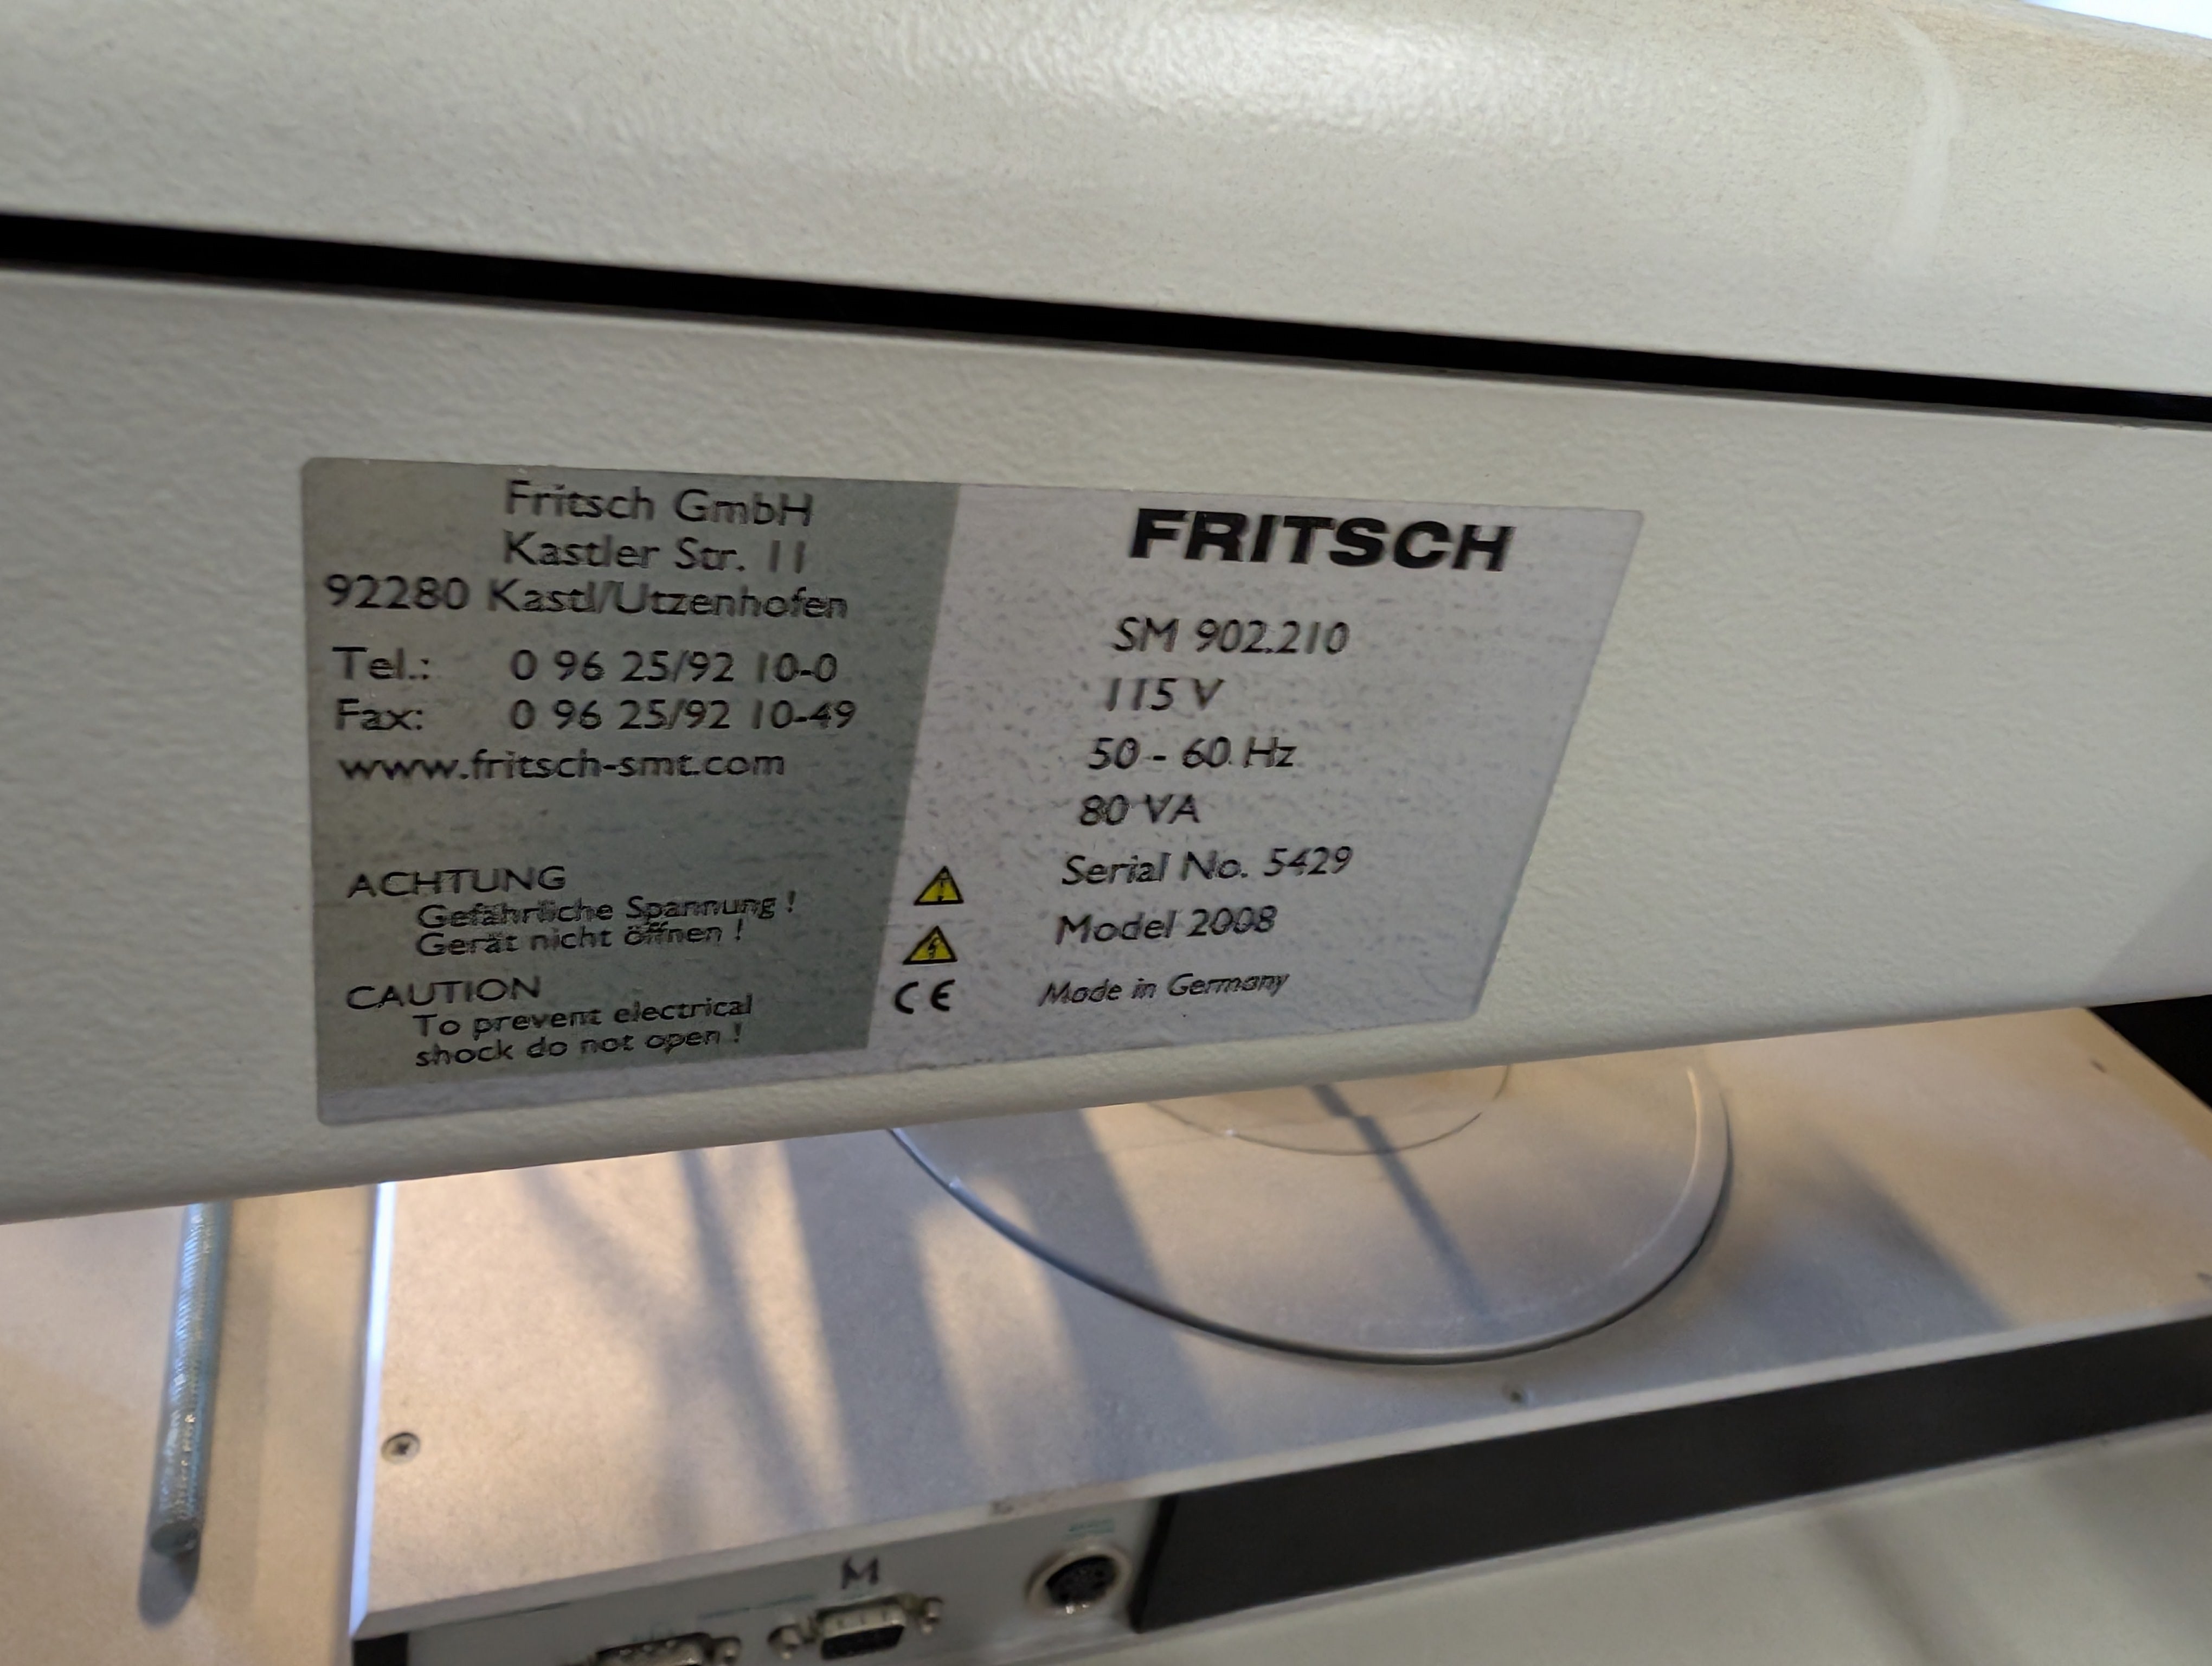 Fritsch GmbH
Kastler Str. 11
92280 Kastl/Utzenhofen
Tel.: 0 96 25/92 10-0
Fax: 0 96 25/92 10-49
www.fritsch-smt.com
ACHTUNG
Gefährliche Spannung !
Gerät nicht öffnen !
CAUTION
To prevent electrical
shock do not open !
CE
FRITSCH
SM 902.210
115 V
50 - 60 Hz
80 VA
Serial No. 5429
Model 2008
Made in Germany
M